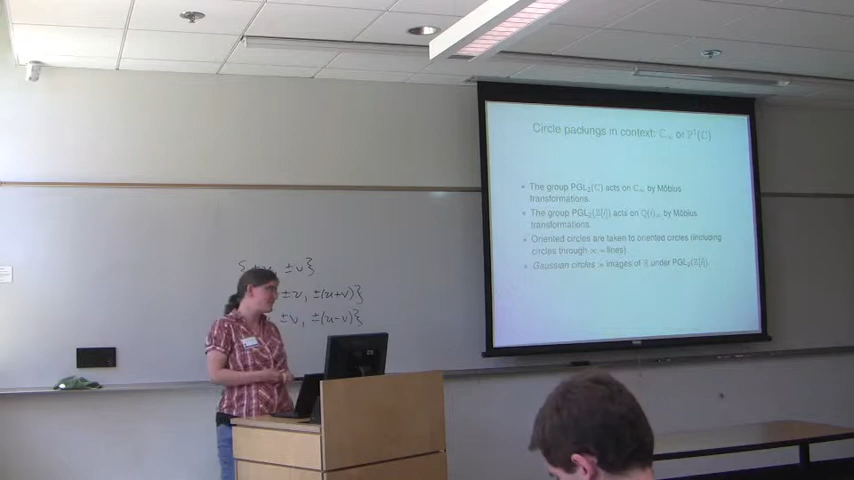 Circle packings in context: ℂ∞ or ℙ¹(ℂ)
• The group PGL₂(ℂ) acts on ℂ∞ by Möbius
transformations.
• The group PGL₂(ℤ[i]) acts on ℚ(i)∞ by Möbius
transformations.
• Oriented circles are taken to oriented circles (including
circles through ∞ = lines)
• Gaussian circles := images of ℝ under PGL₂(ℤ[i]).
±v}
±v, ±(u+v)}
±v, ±(u-v)}